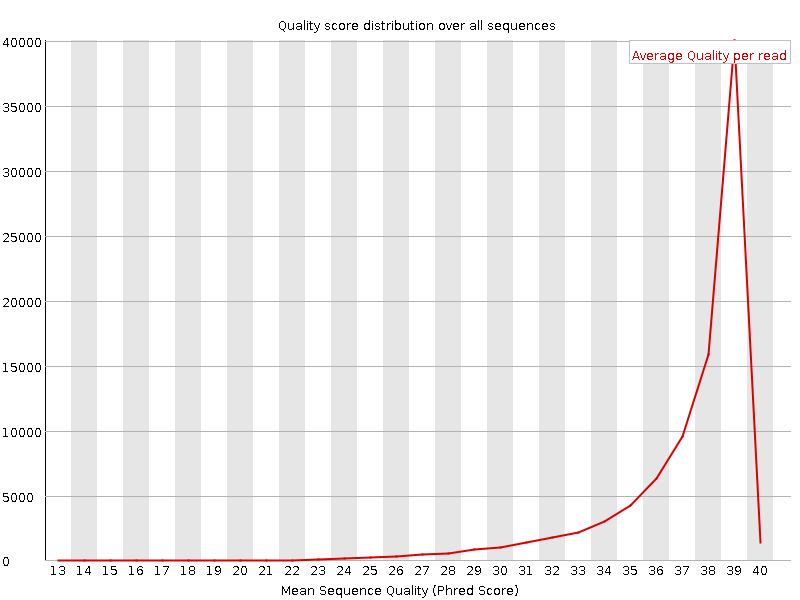 Quality score distribution over all sequences
Average Quality per read
40000
35000
30000
25000
20000
15000
10000
5000
0
13 14 15 16 17 18 19 20 21 22 23 24 25 26 27 28 29 30 31 32 33 34 35 36 37 38 39 40
Mean Sequence Quality (Phred Score)